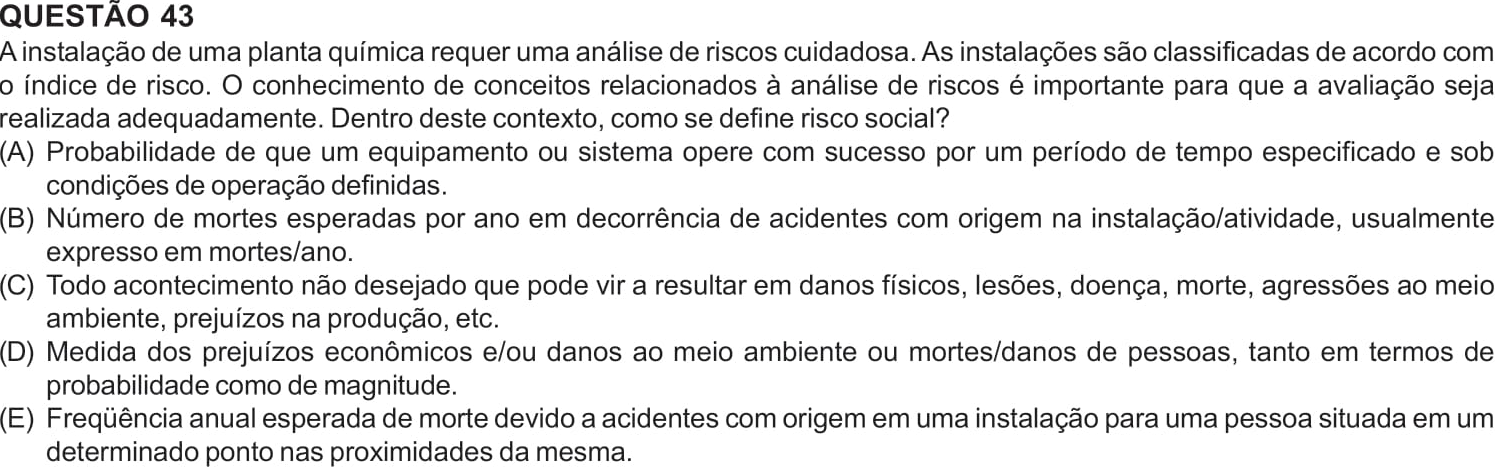 QUESTÃO 43
A instalação de uma planta química requer uma análise de riscos cuidadosa. As instalações são classificadas de acordo com
o índice de risco. O conhecimento de conceitos relacionados à análise de riscos é importante para que a avaliação seja
realizada adequadamente. Dentro deste contexto, como se define risco social?
(A) Probabilidade de que um equipamento ou sistema opere com sucesso por um período de tempo especificado e sob
condições de operação definidas.
(B) Número de mortes esperadas por ano em decorrência de acidentes com origem na instalação/atividade, usualmente
expresso em mortes/ano.
(C) Todo acontecimento não desejado que pode vir a resultar em danos físicos, lesões, doença, morte, agressões ao meio
ambiente, prejuízos na produção, etc.
(D) Medida dos prejuízos econômicos e/ou danos ao meio ambiente ou mortes/danos de pessoas, tanto em termos de
probabilidade como de magnitude.
(E) Freqüência anual esperada de morte devido a acidentes com origem em uma instalação para uma pessoa situada em um
determinado ponto nas proximidades da mesma.